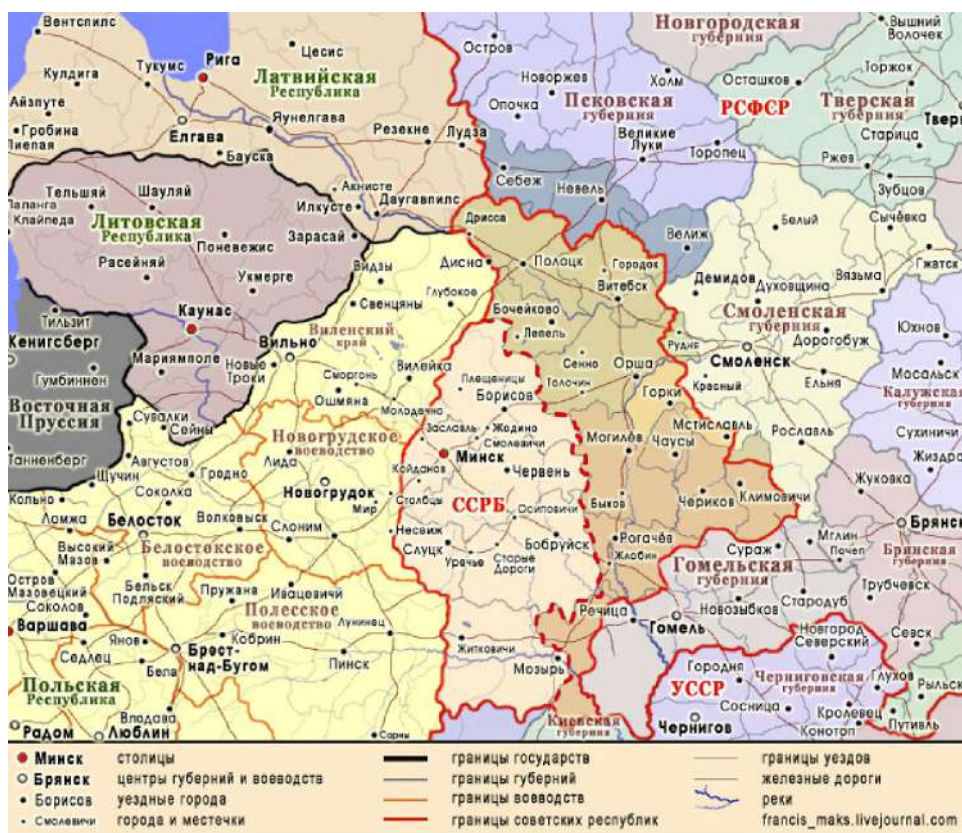 Вентспилс
Рига
Цесис
Остров
Новгородская
губерния
Вышний
Волочек
Кулдига
Тукумс
Латвийская
Республика
Новоржев
Холм
Осташков
Торжок
Айзпуте
Опочка
Псковская
губерния
РСФСР
Тверская
губерния
Гробина
Елгава
Яунелгава
Резекне
Лудза
Великие
Луки
Торопец
Старица
Бауска
Ржев
Зубцов
Себеж
Невель
Тельшяй
Шауляй
Акнисте
Илкусте
Даугавпилс
Дрисса
Белый
Сычёвка
Клайпеда
Литовская
Республика
Поневежис
Зарасай
Велиж
Расейняй
Укмерге
Видзы
Дисна
Полоцк
Городок
Демидов
Духовщина
Вязьма
Гжатск
Свенцяны
Глубокое
Витебск
Смоленская
губерния
Тильзит
Каунас
Бочейково
Дорогобуж
Юхнов
Кенигсберг
Вильно
Виленский
край
Лепель
Рудня
Смоленск
Мариямполе
Новые
Троки
Вилейка
Сенно
Орша
Мосальск
Гумбиннен
Сморгонь
Ошмяна
Плещеницы
Борисов
Толочин
Красный
Ельня
Калужская
губерния
Восточная
Пруссия
Молодечно
Горки
Сувалки
Сейны
Заславль
Жодино
Смолевичи
Могилёв
Чаусы
Мстиславль
Рославль
Сухиничи
Танненберг
Августов
Новогрудское
воеводство
Минск
Щучин
Гродно
Лида
Койданов
Червень
Жиздра
Кольно
Соколка
Новогрудок
Мир
Столбцы
ССРБ
Быков
Чериков
Климовичи
Жуковка
Ломжа
Белосток
Волковыск
Слоним
Несвиж
Осиповичи
Брянск
Высокий
Мазов
Белостокское
воеводство
Слуцк
Бобруйск
Рогачёв
Сураж
Мглин
Почеп
Брянская
губерния
Остров
Мазовецкий
Уречье
Старые
Дороги
Жлобин
Гомельская
губерния
Соколов
Бельск
Подляский
Пружана
Ивацевичи
Трубчевск
Варшава
Полесское
воеводство
Речица
Новозыбков
Стародуб
Янов
Кобрин
Лунинец
Гомель
Новгород
Северский
Севск
Седлец
Брест-
над-Бугом
Житковичи
Бела
Пинск
Мозырь
Городня
Польская
Республика
УССР
Черниговская
губерния
Глухов
Рыльск
Влодава
Сосница
Кролевец
Радом
Люблин
Сарны
Киевская
губерния
Чернигов
Конотоп
Путивль
Минск столицы границы государств границы уездов
Брянск центры губерний и воеводств границы губерний железные дороги
Борисов уездные города границы воеводств реки
Смолевичи города и местечки границы советских республик francis_maks.livejournal.com